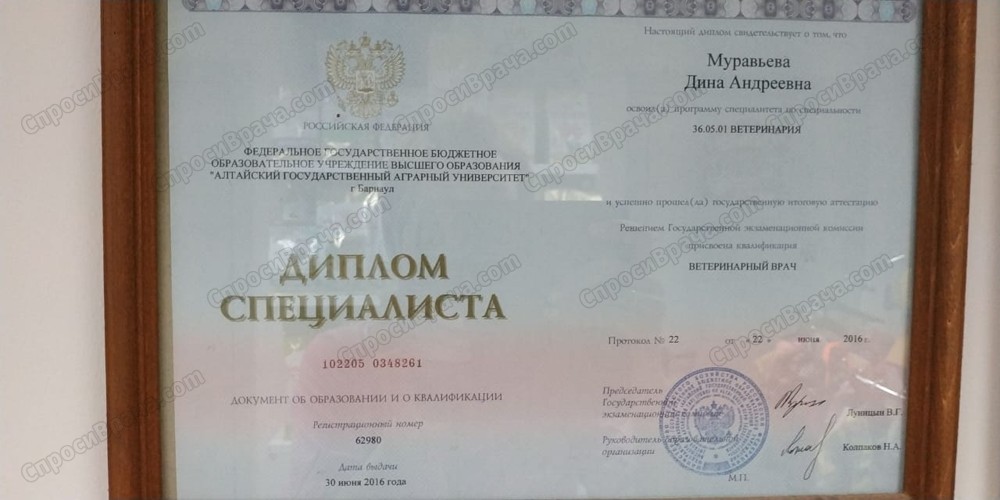 РОССИЙСКАЯ ФЕДЕРАЦИЯ
ФЕДЕРАЛЬНОЕ ГОСУДАРСТВЕННОЕ БЮДЖЕТНОЕ
ОБРАЗОВАТЕЛЬНОЕ УЧРЕЖДЕНИЕ ВЫСШЕГО ОБРАЗОВАНИЯ
"АЛТАЙСКИЙ ГОСУДАРСТВЕННЫЙ АГРАРНЫЙ УНИВЕРСИТЕТ"
г Барнаул
ДИПЛОМ
СПЕЦИАЛИСТА
102205 0348261
ДОКУМЕНТ ОБ ОБРАЗОВАНИИ И О КВАЛИФИКАЦИИ
Регистрационный номер
62980
Дата выдачи
30 июня 2016 года
Настоящий диплом свидетельствует о том, что
Муравьева
Дина Андреевна
освоил(а) программу специалитета по специальности
36.05.01 ВЕТЕРИНАРИЯ
и успешно прошел(ла) государственную итоговую аттестацию
Решением Государственной экзаменационной комиссии
присвоена квалификация
ВЕТЕРИНАРНЫЙ ВРАЧ
Протокол № 22 от « 22 » июня 2016 г.
Председатель
Государственной
экзаменационной комиссии
Луницын В.Г.
Руководитель
организации
Колпаков Н.А.
М.П.
СпросиВрача.com